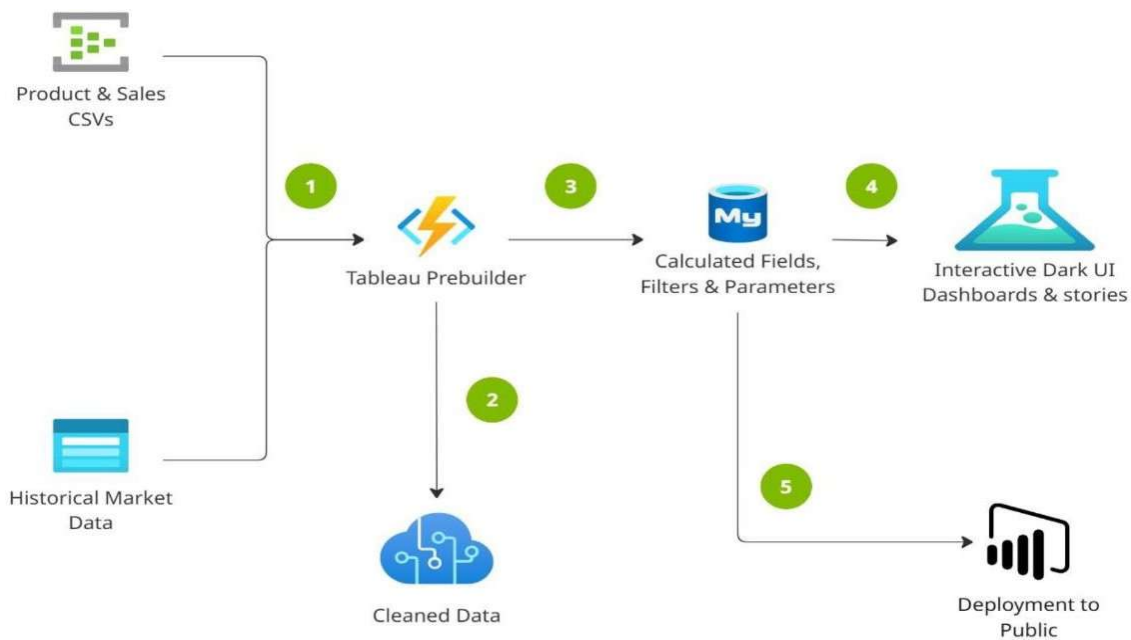 Product & Sales
CSVs
1
3
4
My
Tableau Prebuilder
Calculated Fields,
Filters & Parameters
Interactive Dark UI
Dashboards & stories
2
Historical Market
Data
5
Cleaned Data
Deployment to
Public